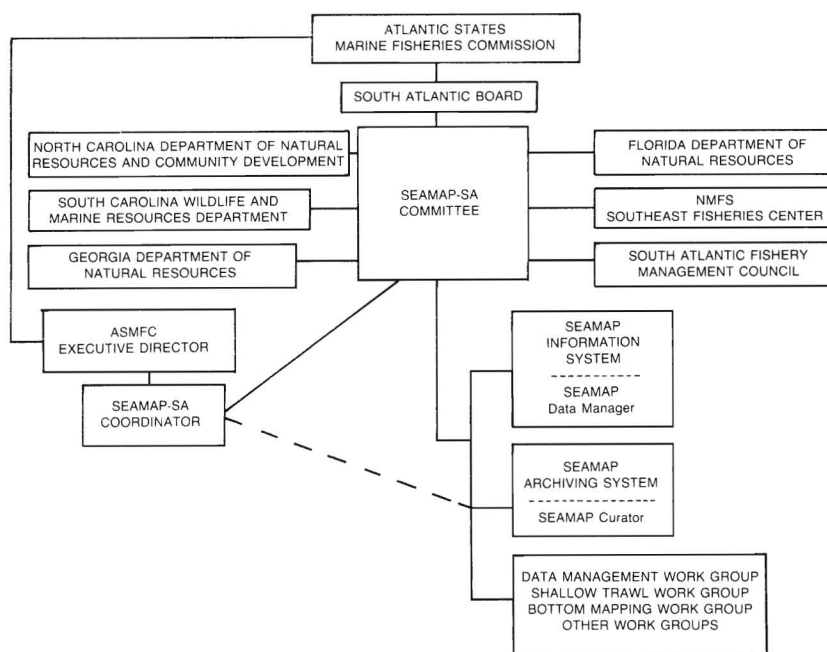 ATLANTIC STATES
MARINE FISHERIES COMMISSION
SOUTH ATLANTIC BOARD
NORTH CAROLINA DEPARTMENT OF NATURAL
RESOURCES AND COMMUNITY DEVELOPMENT
SOUTH CAROLINA WILDLIFE AND
MARINE RESOURCES DEPARTMENT
GEORGIA DEPARTMENT OF
NATURAL RESOURCES
SEAMAP-SA
COMMITTEE
FLORIDA DEPARTMENT OF
NATURAL RESOURCES
NMFS
SOUTHEAST FISHERIES CENTER
SOUTH ATLANTIC FISHERY
MANAGEMENT COUNCIL
ASMFC
EXECUTIVE DIRECTOR
SEAMAP-SA
COORDINATOR
SEAMAP
INFORMATION
SYSTEM
SEAMAP
Data Manager
SEAMAP
ARCHIVING SYSTEM
SEAMAP Curator
DATA MANAGEMENT WORK GROUP
SHALLOW TRAWL WORK GROUP
BOTTOM MAPPING WORK GROUP
OTHER WORK GROUPS